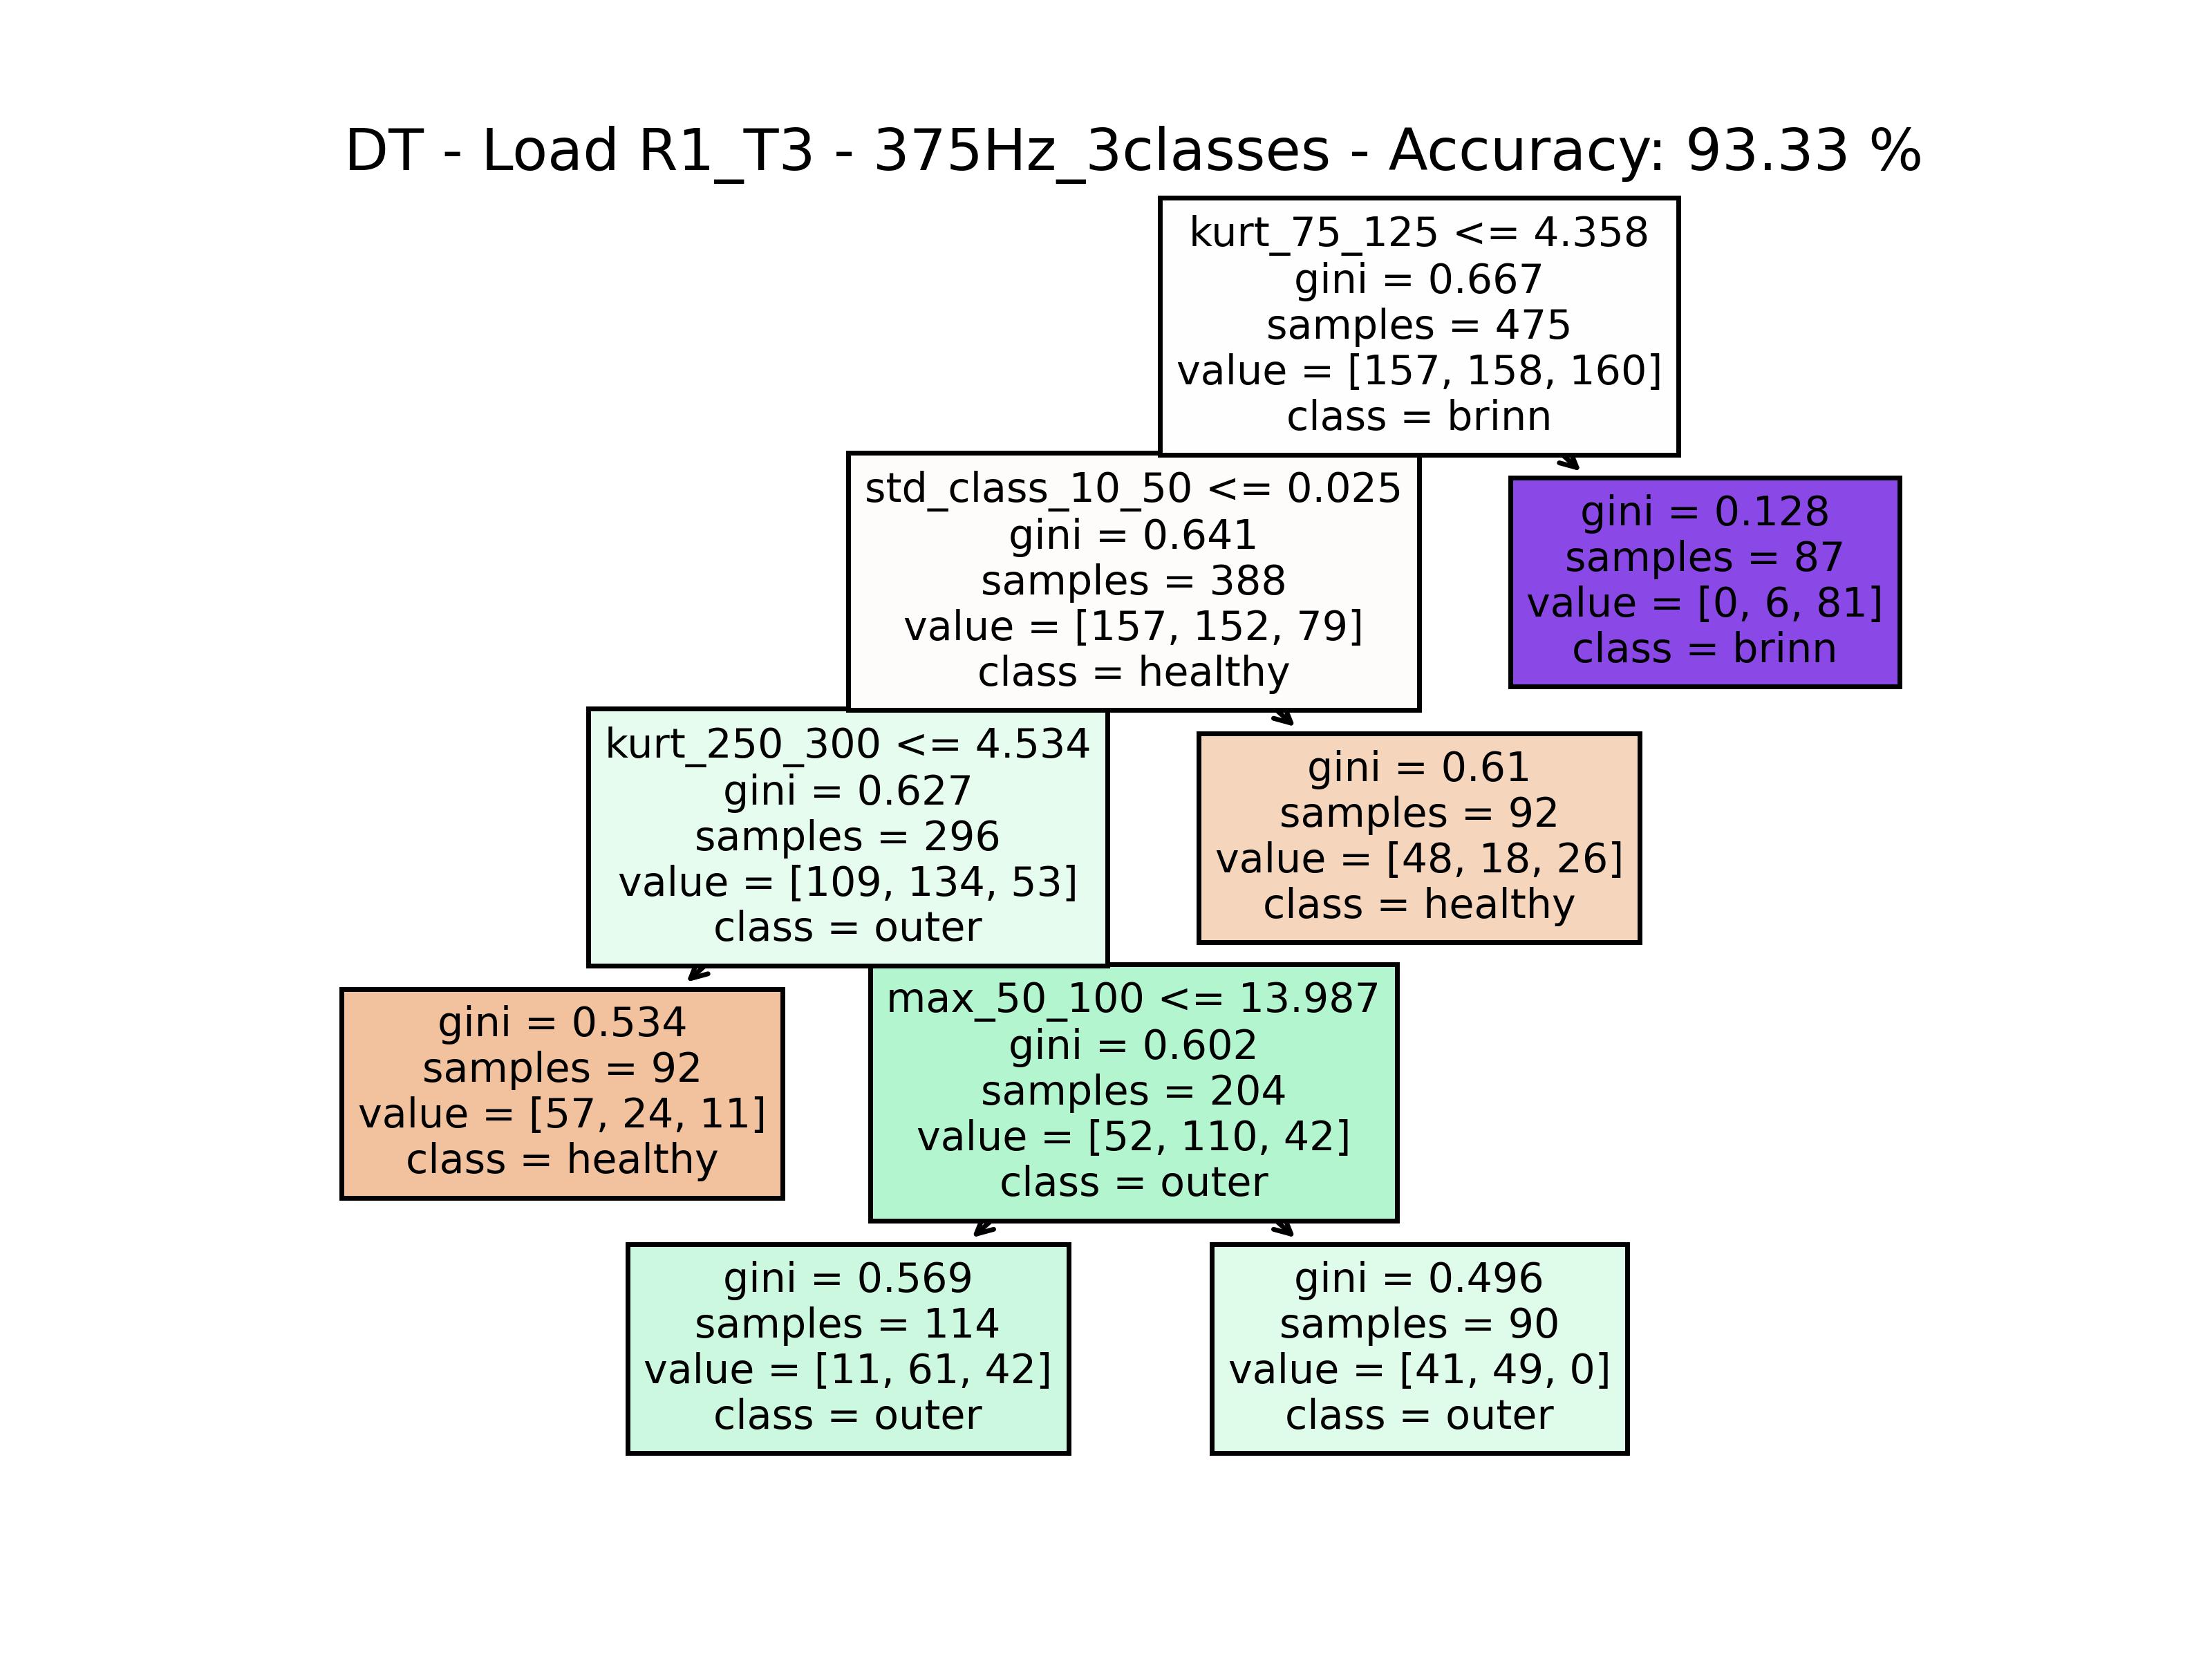 DT - Load R1_T3 - 375Hz_3classes - Accuracy: 93.33 %
kurt_75_125 <= 4.358
gini = 0.667
samples = 475
value = [157, 158, 160]
class = brinn
std_class_10_50 <= 0.025
gini = 0.641
samples = 388
value = [157, 152, 79]
class = healthy
gini = 0.128
samples = 87
value = [0, 6, 81]
class = brinn
kurt_250_300 <= 4.534
gini = 0.627
samples = 296
value = [109, 134, 53]
class = outer
gini = 0.61
samples = 92
value = [48, 18, 26]
class = healthy
gini = 0.534
samples = 92
value = [57, 24, 11]
class = healthy
max_50_100 <= 13.987
gini = 0.602
samples = 204
value = [52, 110, 42]
class = outer
gini = 0.569
samples = 114
value = [11, 61, 42]
class = outer
gini = 0.496
samples = 90
value = [41, 49, 0]
class = outer